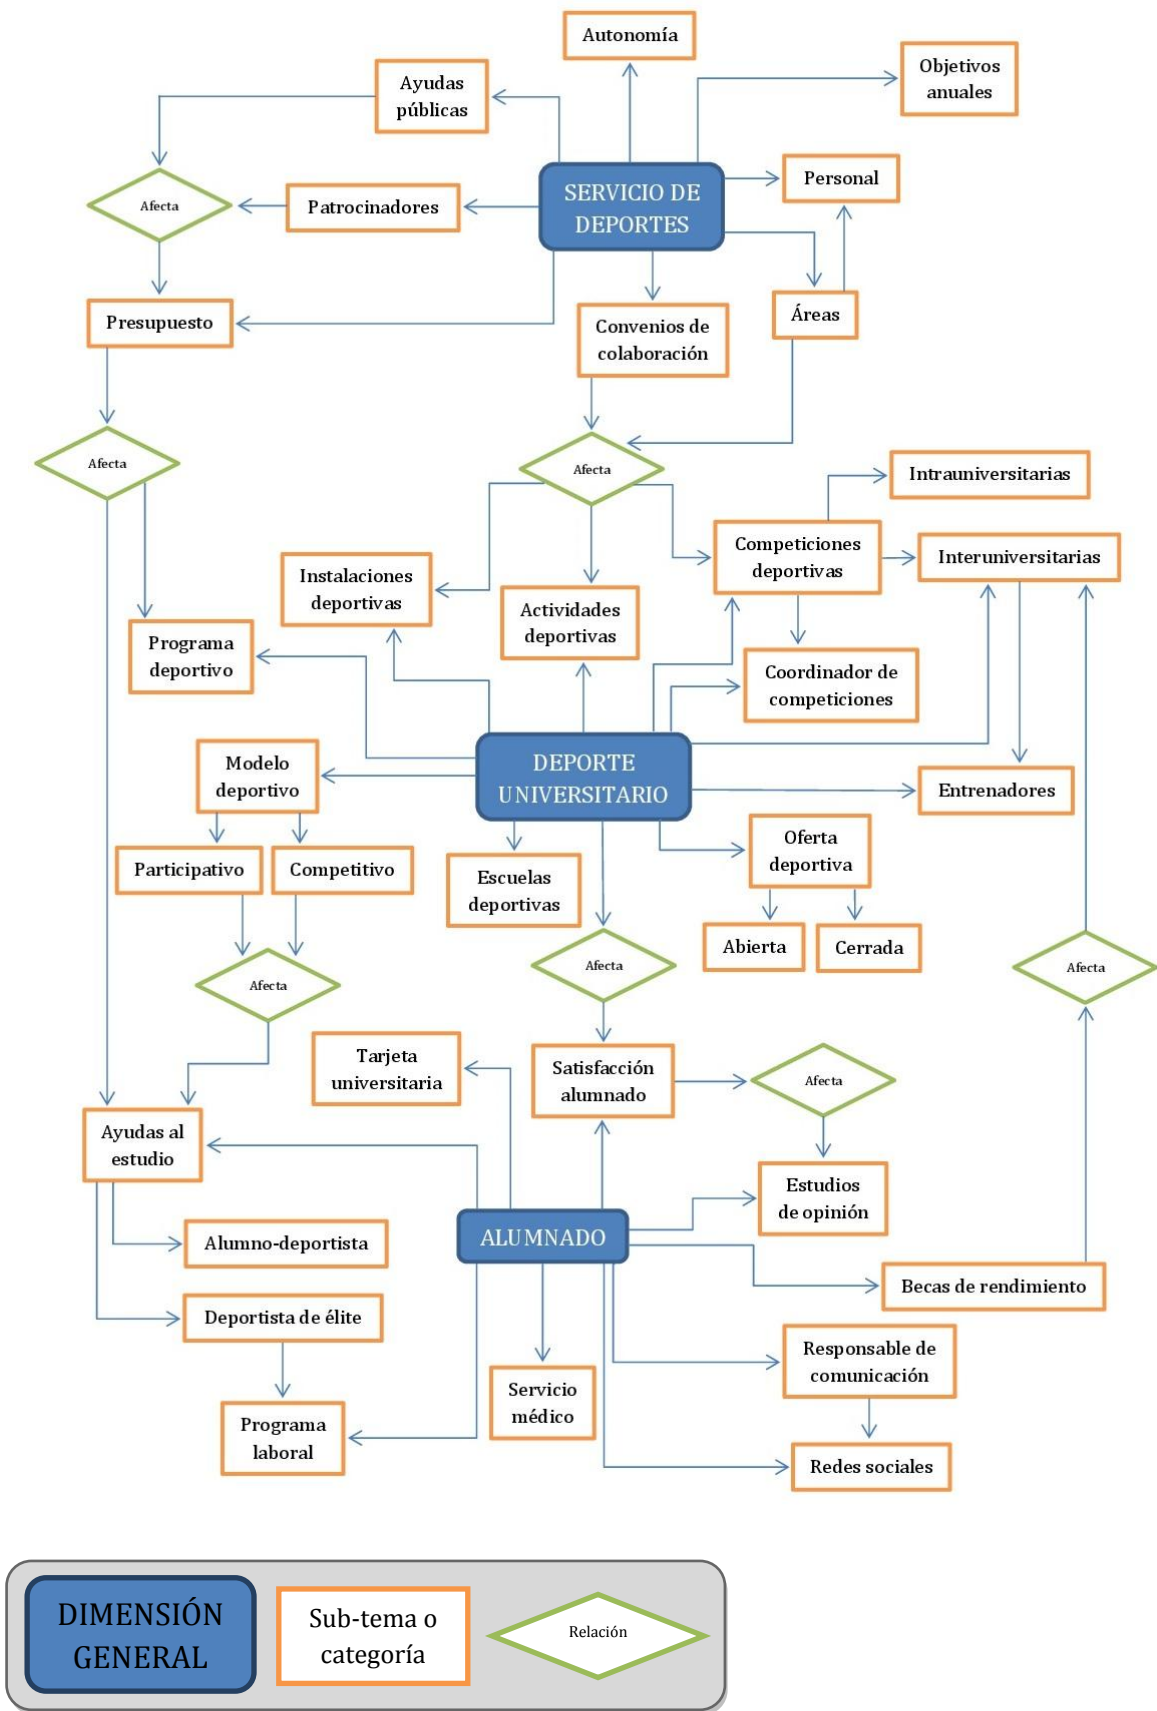 Autonomía
Objetivos
anuales
Ayudas
públicas
SERVICIO DE
DEPORTES
Personal
Afecta
Patrocinadores
Presupuesto
Convenios de
colaboración
Áreas
Afecta
Afecta
Intrauniversitarias
Competiciones
deportivas
Interuniversitarias
Instalaciones
deportivas
Actividades
deportivas
Programa
deportivo
Coordinador de
competiciones
Modelo
deportivo
DEPORTE
UNIVERSITARIO
Entrenadores
Participativo
Competitivo
Escuelas
deportivas
Oferta
deportiva
Abierta
Cerrada
Afecta
Afecta
Afecta
Tarjeta
universitaria
Satisfacción
alumnado
Afecta
Ayudas al
estudio
Estudios
de opinión
ALUMNADO
Alumno-deportista
Becas de rendimiento
Deportista de élite
Responsable de
comunicación
Servicio
médico
Programa
laboral
Redes sociales
DIMENSIÓN
GENERAL
Sub-tema o
categoría
Relación